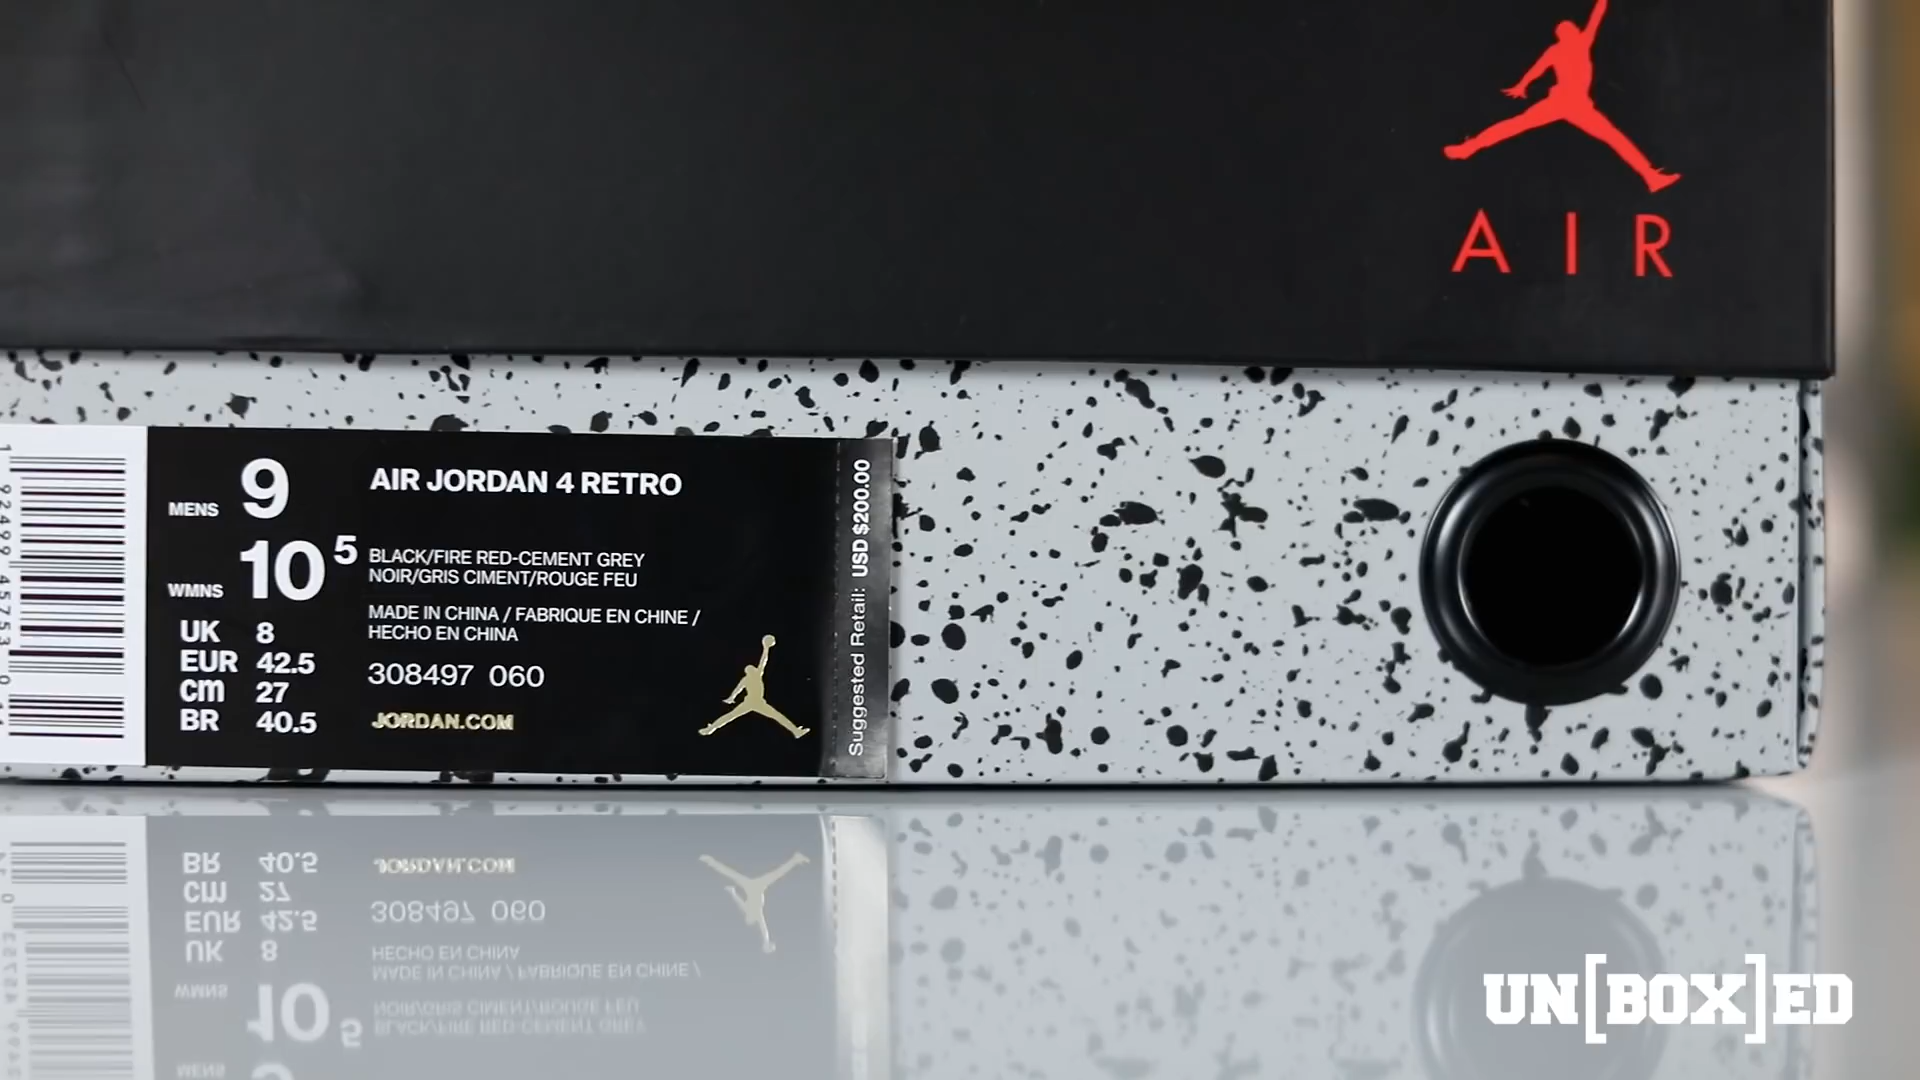 AIR
MENS 9
WMNS 10 5
UK 8
EUR 42.5
cm 27
BR 40.5
AIR JORDAN 4 RETRO
BLACK/FIRE RED-CEMENT GREY
NOIR/GRIS CIMENT/ROUGE FEU
MADE IN CHINA / FABRIQUE EN CHINE /
HECHO EN CHINA
308497 060
JORDAN.COM
Suggested Retail: USD $200.00
UN[BOX]ED